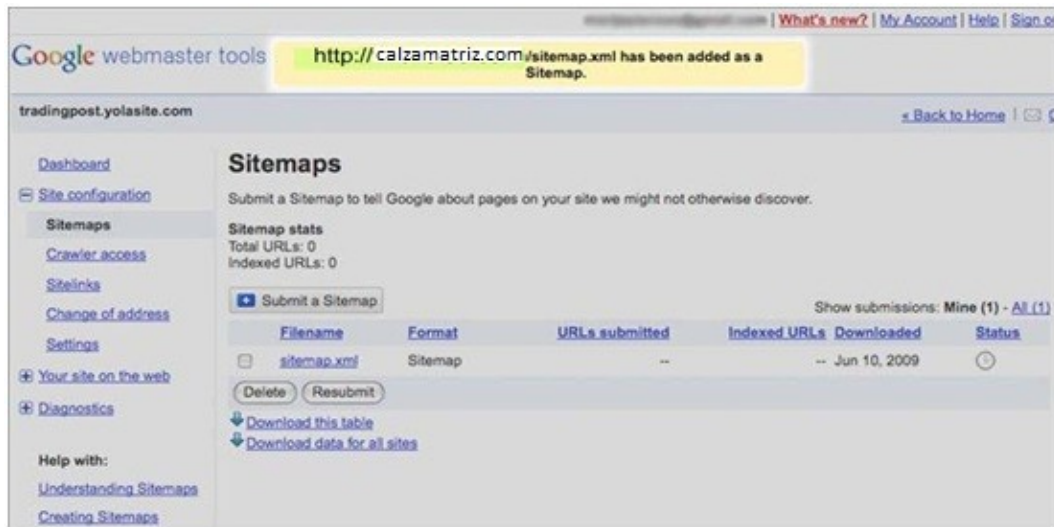 What's new? | My Account | Help | Sign o
Google webmaster tools
http://calzamatriz.com/sitemap.xml has been added as a
Sitemap.
tradingpost.yolasite.com
« Back to Home |
Dashboard
Site configuration
Sitemaps
Crawler access
Sitelinks
Change of address
Settings
Your site on the web
Diagnostics
Help with:
Understanding Sitemaps
Creating Sitemaps
Sitemaps
Submit a Sitemap to tell Google about pages on your site we might not otherwise discover.
Sitemap stats
Total URLs: 0
Indexed URLs: 0
Submit a Sitemap
Show submissions: Mine (1) - All (1)
Filename Format URLs submitted Indexed URLs Downloaded Status
sitemap.xml Sitemap -- -- Jun 10, 2009
Delete Resubmit
Download this table
Download data for all sites